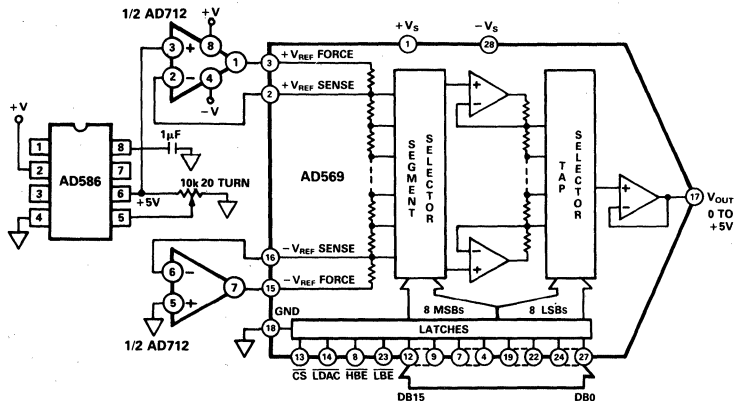 1/2 AD712
+V
3
+
8
1
2
−
4
−V
+VS
1
−VS
28
3
+VREF FORCE
2
+VREF SENSE
+V
1
8
1µF
2
7
AD586
3
6
+5V
10k 20 TURN
4
5
AD569
SEGMENT
SELECTOR
+
−
−
+
TAP
SELECTOR
+
−
17
VOUT
0 TO
+5V
16
−VREF SENSE
6
−
7
15
−VREF FORCE
5
+
1/2 AD712
GND
18
8 MSBs
8 LSBs
LATCHES
13
14
8
23
12
9
7
4
19
22
24
27
CS
LDAC
HBE
LBE
DB15
DB0